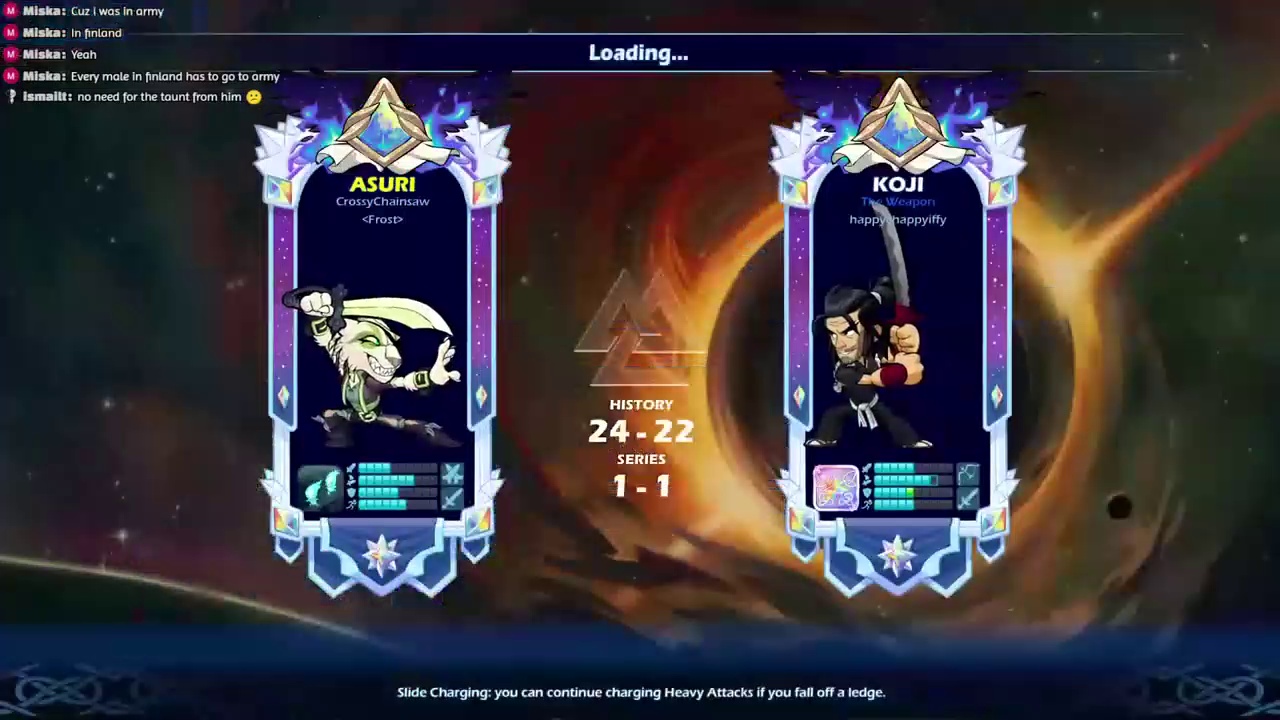 Miska: Cuz i was in army
Miska: In finland
Miska: Yeah
Miska: Every male in finland has to go to army
ismailt: no need for the taunt from him 😕
Loading...
ASURI
CrossyChainsaw
<Frost>
KOJI
The Weapon
happy_happyiffy
HISTORY
24 - 22
SERIES
1 - 1
Slide Charging: you can continue charging Heavy Attacks if you fall off a ledge.